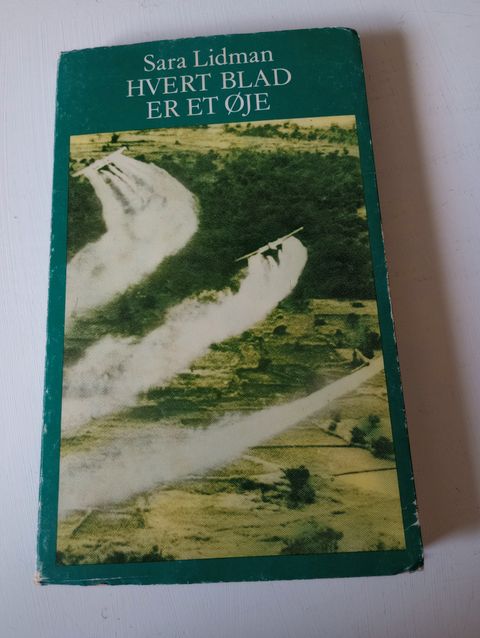 Sara Lidman
HVERT BLAD
ER ET ØJE